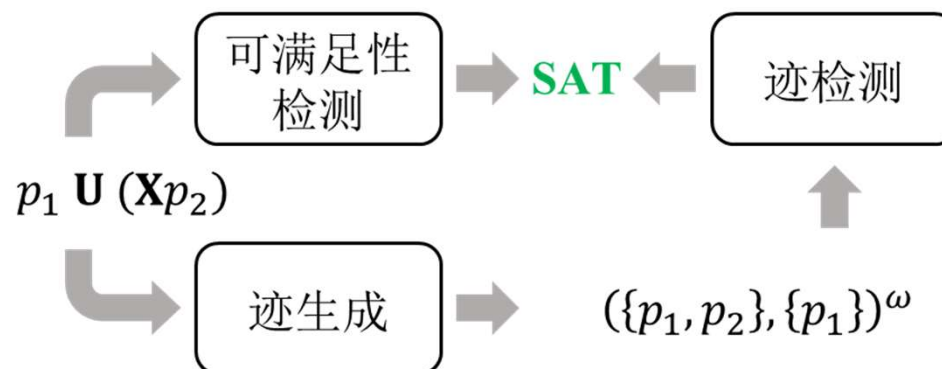 可满足性
检测
SAT
迹检测
p₁ U (Xp₂)
迹生成
({p₁, p₂}, {p₁})^ω